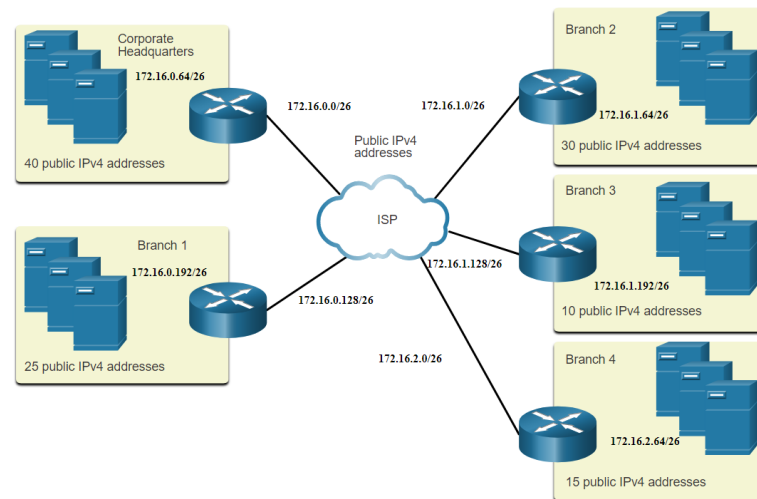 Corporate
Headquarters
172.16.0.64/26
40 public IPv4 addresses
172.16.0.0/26
Branch 1
172.16.0.192/26
25 public IPv4 addresses
172.16.0.128/26
Public IPv4
addresses
ISP
172.16.1.0/26
Branch 2
172.16.1.64/26
30 public IPv4 addresses
172.16.1.128/26
Branch 3
172.16.1.192/26
10 public IPv4 addresses
172.16.2.0/26
Branch 4
172.16.2.64/26
15 public IPv4 addresses